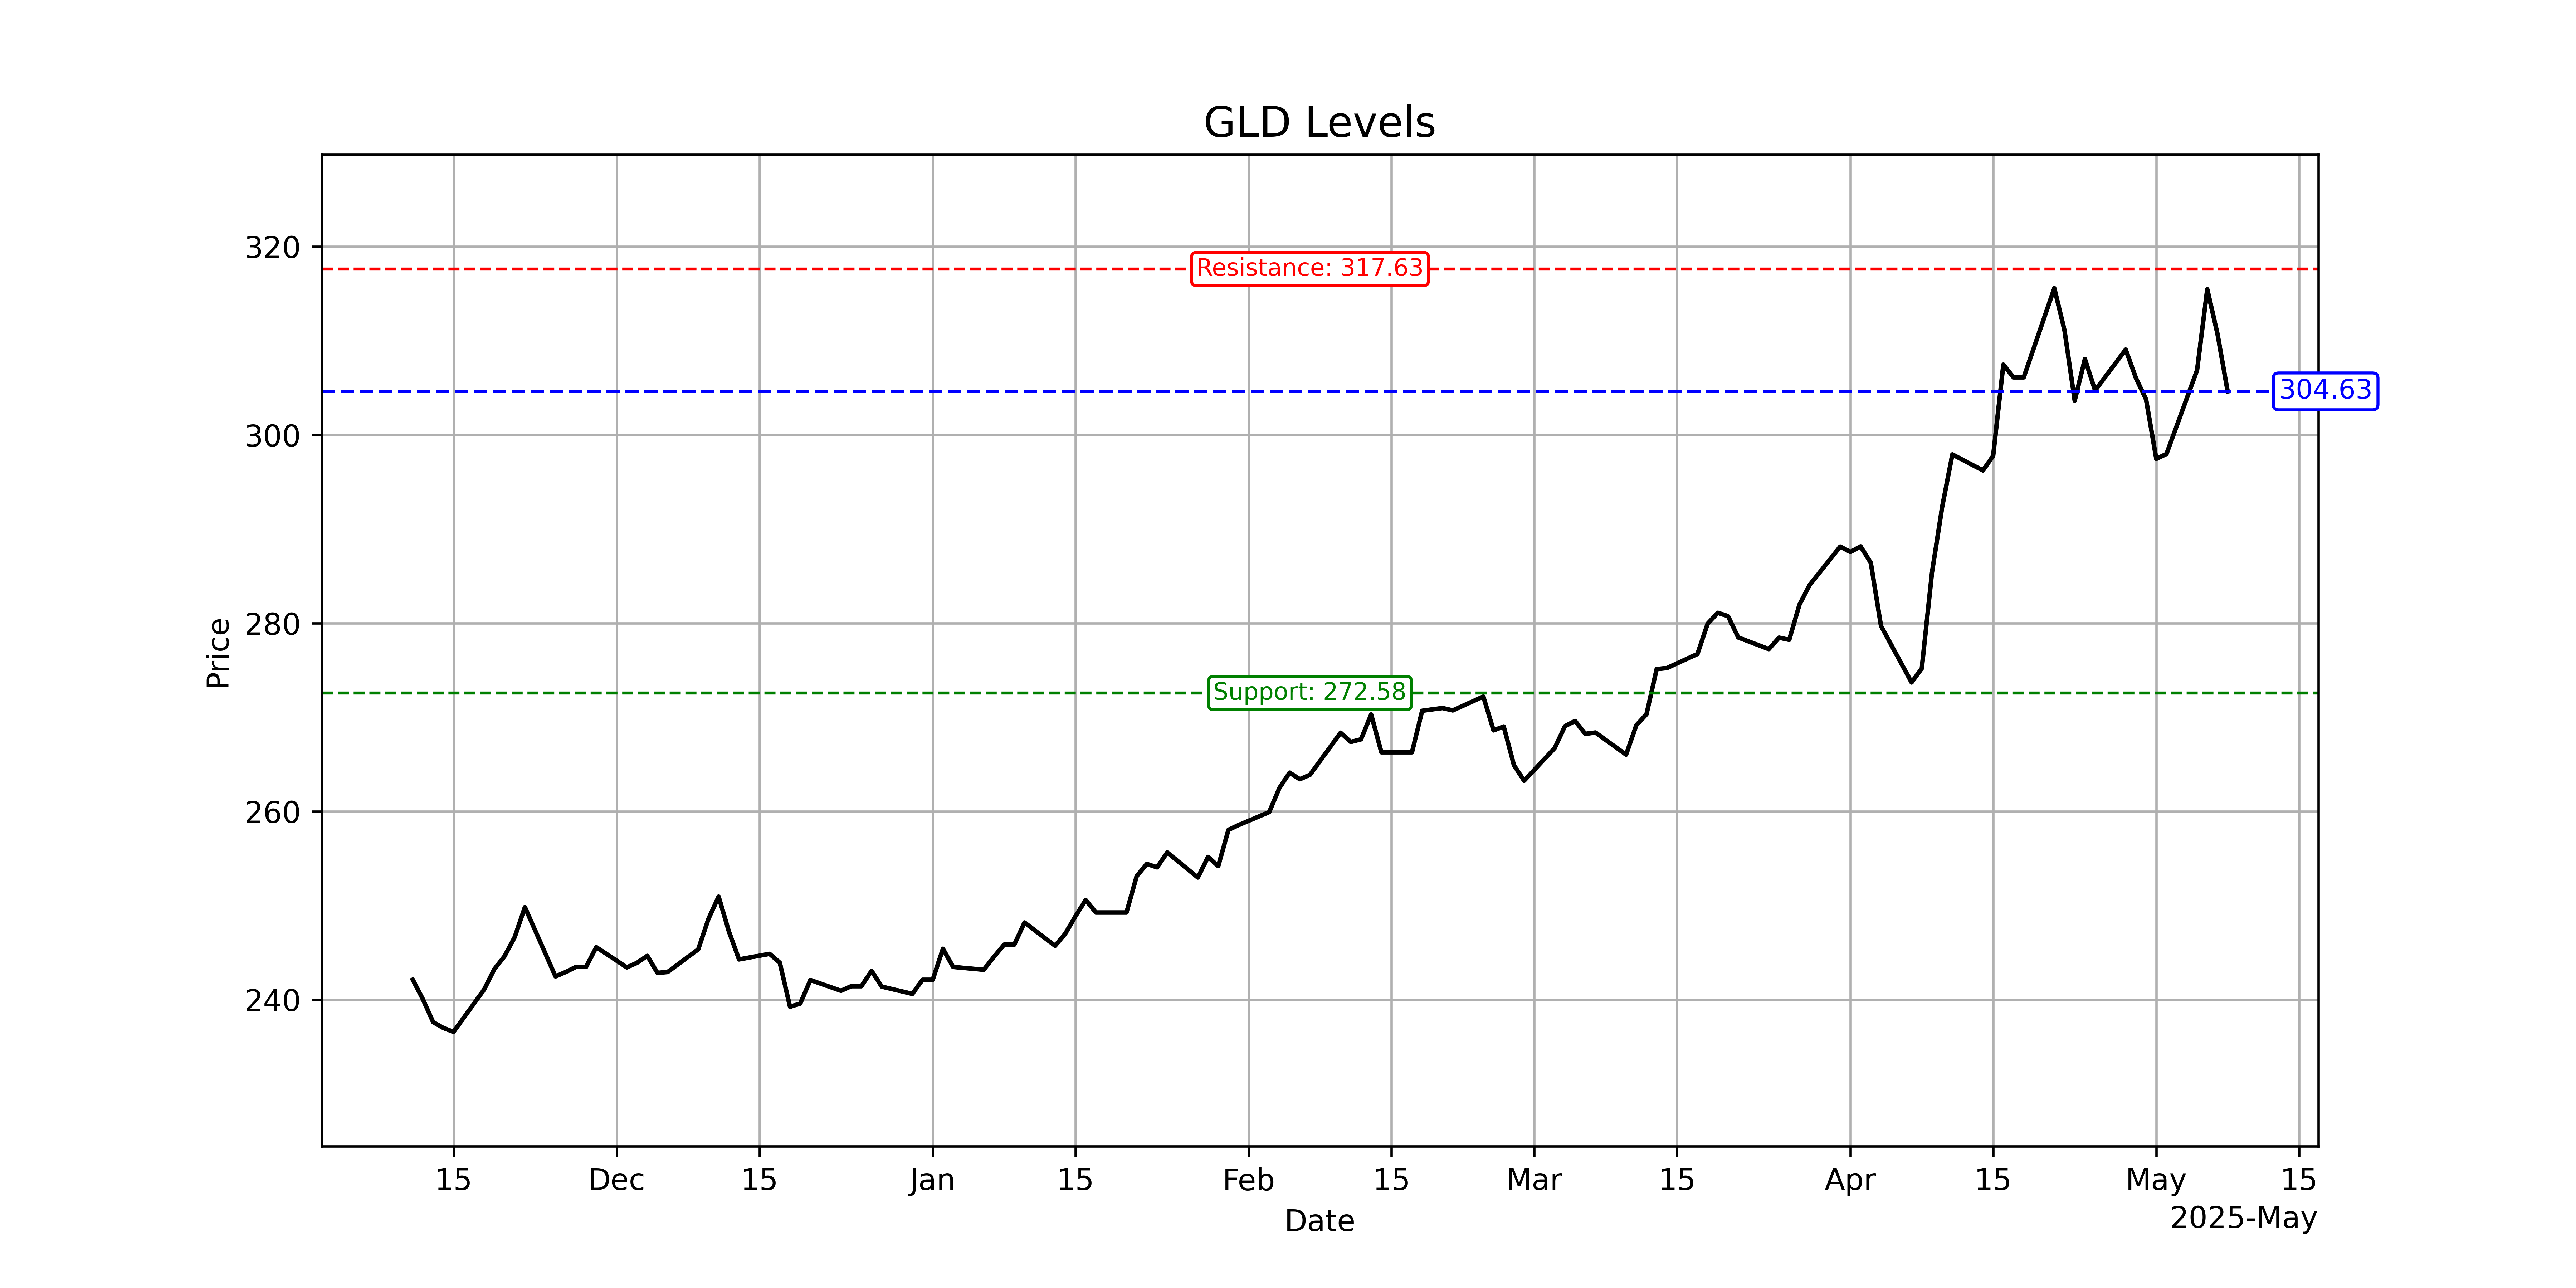 GLD Levels
320
Resistance: 317.63
304.63
300
Price
280
Support: 272.58
260
240
15 Dec 15 Jan 15 Feb 15 Mar 15 Apr 15 May 15
Date
2025-May